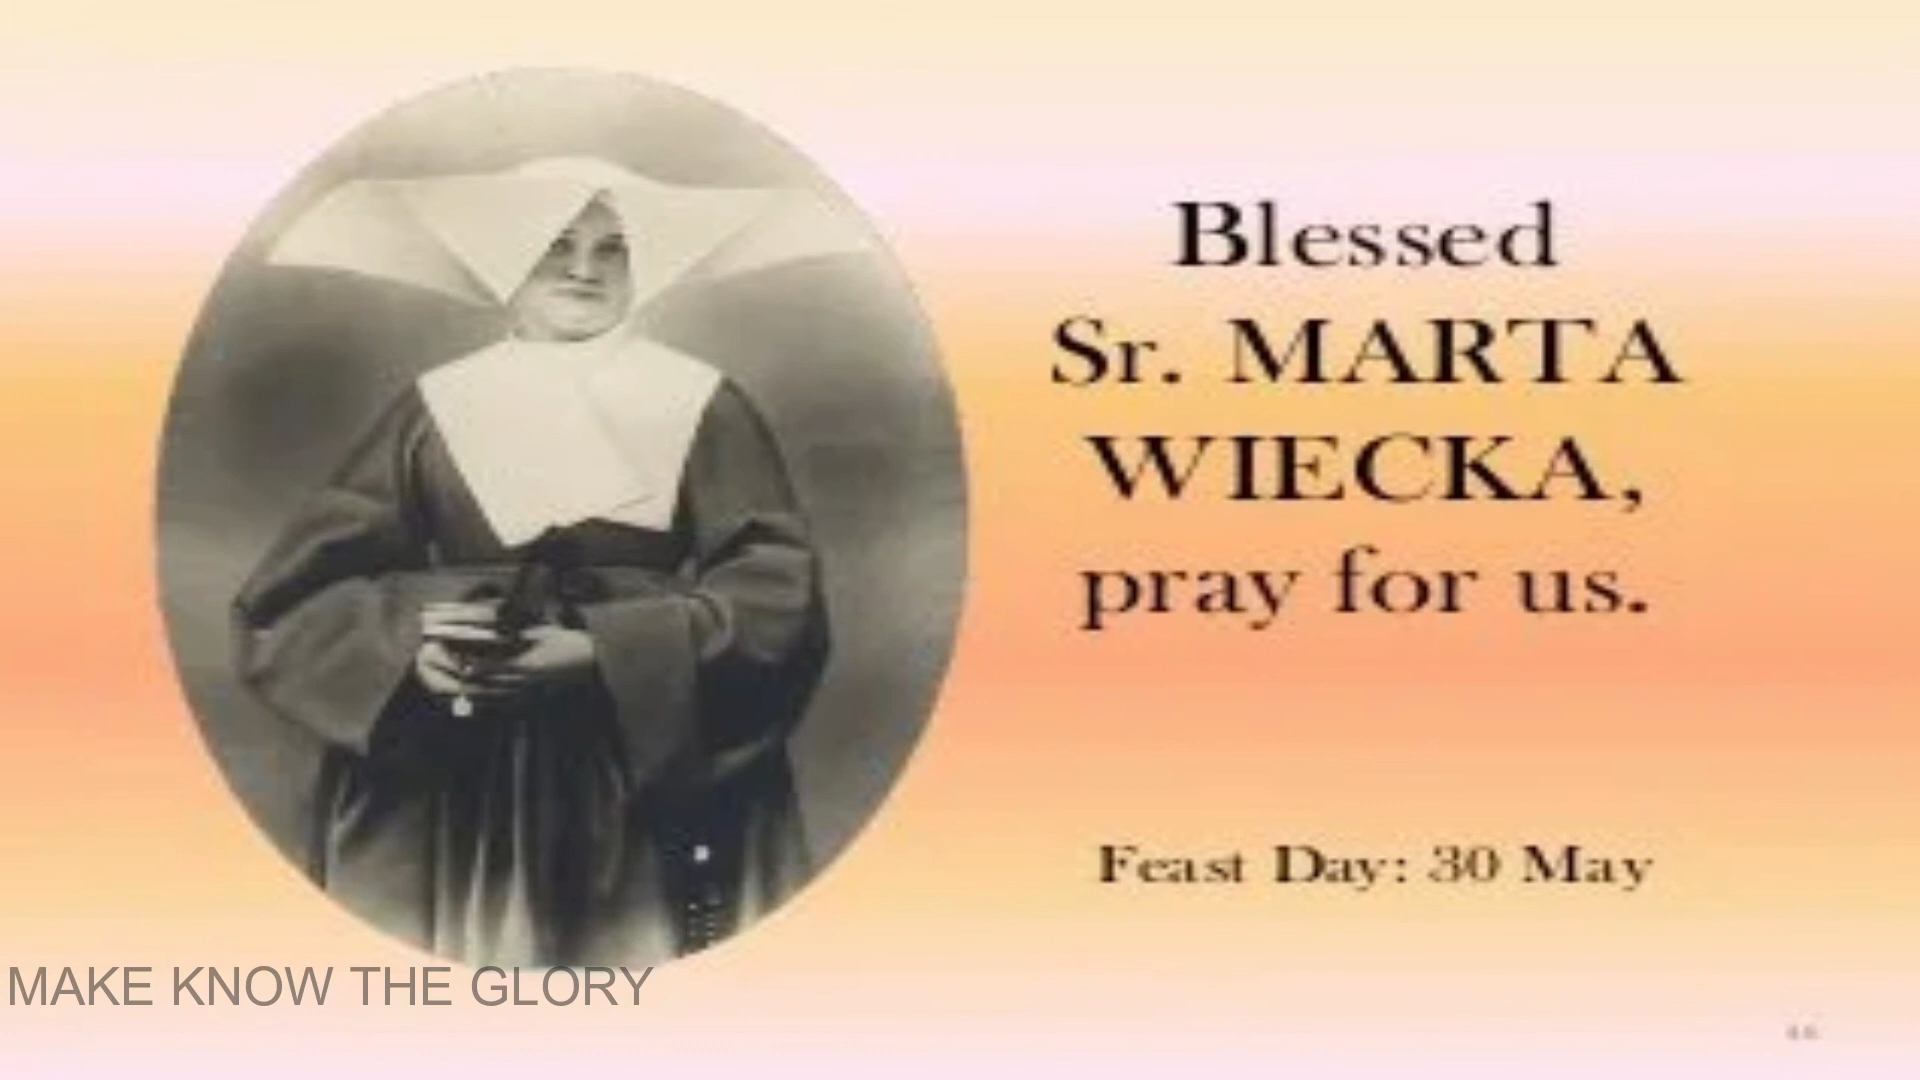 Blessed
Sr. MARTA
WIECKA,
pray for us.
Feast Day: 30 May
MAKE KNOW THE GLORY